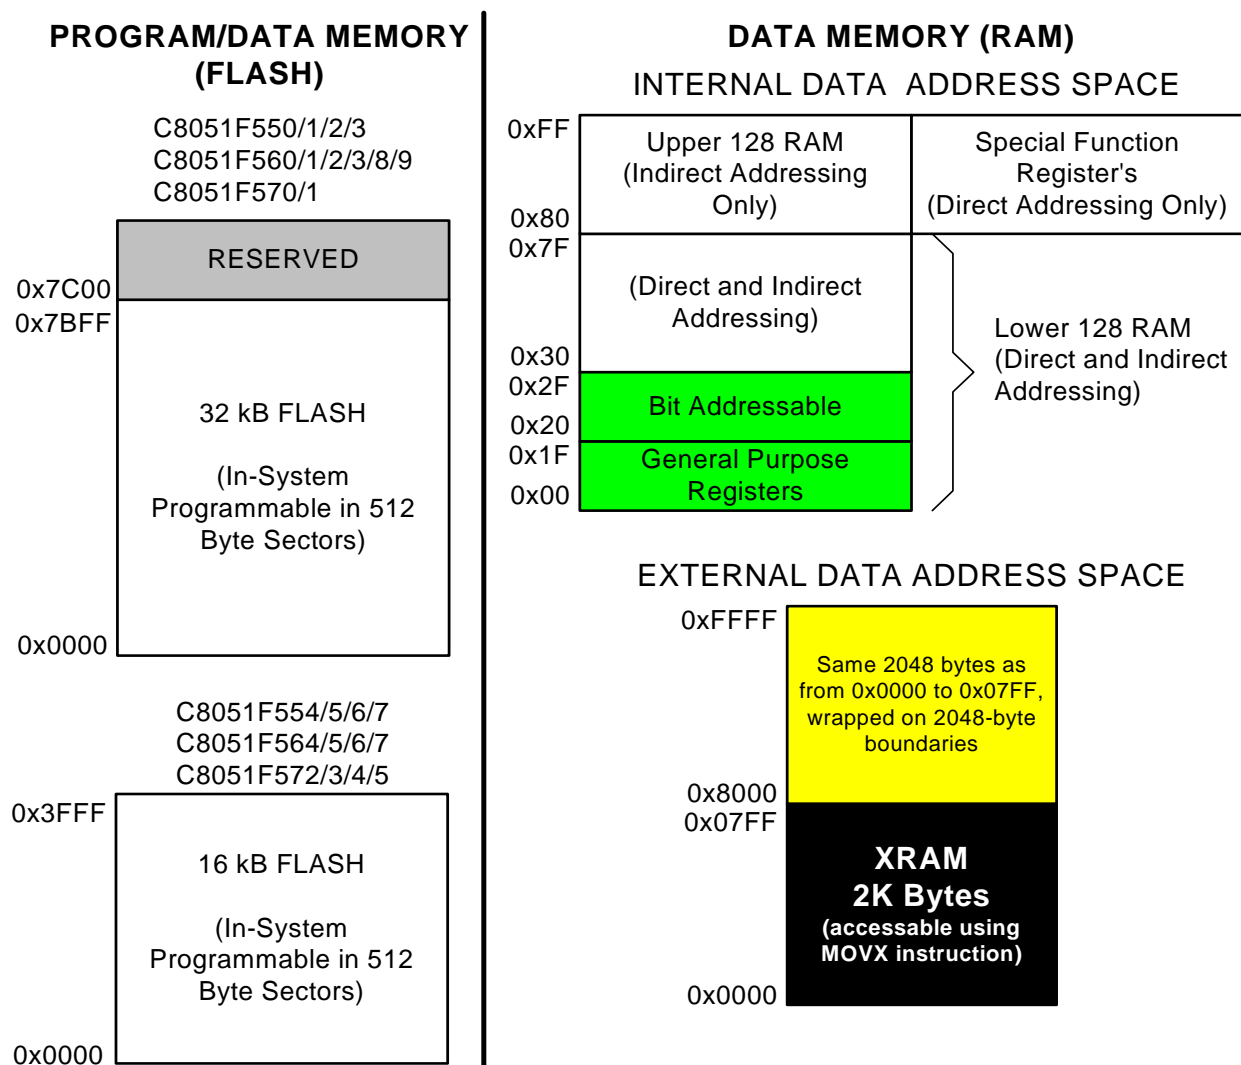 PROGRAM/DATA MEMORY
(FLASH)
C8051F550/1/2/3
C8051F560/1/2/3/8/9
C8051F570/1
RESERVED
0x7C00
0x7BFF
32 kB FLASH
(In-System
Programmable in 512
Byte Sectors)
0x0000
C8051F554/5/6/7
C8051F564/5/6/7
C8051F572/3/4/5
0x3FFF
16 kB FLASH
(In-System
Programmable in 512
Byte Sectors)
0x0000
DATA MEMORY (RAM)
INTERNAL DATA ADDRESS SPACE
0xFF
Upper 128 RAM
(Indirect Addressing
Only)
Special Function
Register's
(Direct Addressing Only)
0x80
0x7F
(Direct and Indirect
Addressing)
Lower 128 RAM
(Direct and Indirect
Addressing)
0x30
0x2F
Bit Addressable
0x20
0x1F
General Purpose
Registers
0x00
EXTERNAL DATA ADDRESS SPACE
0xFFFF
Same 2048 bytes as
from 0x0000 to 0x07FF,
wrapped on 2048-byte
boundaries
0x8000
0x07FF
XRAM
2K Bytes
(accessable using
MOVX instruction)
0x0000